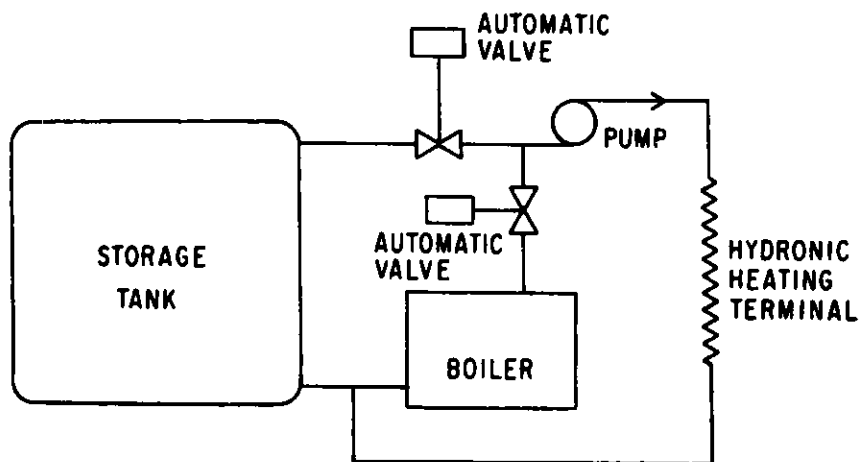 AUTOMATIC
VALVE
PUMP
STORAGE
TANK
AUTOMATIC
VALVE
HYDRONIC
HEATING
TERMINAL
BOILER